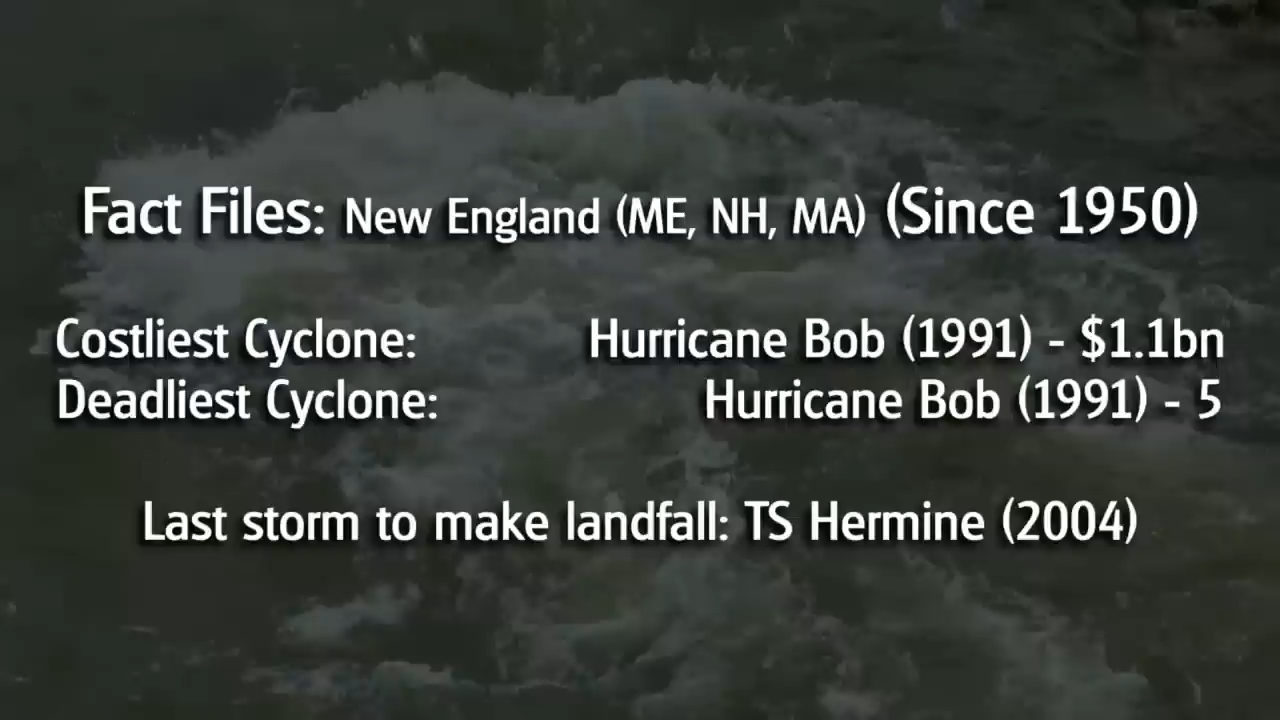 Fact Files: New England (ME, NH, MA) (Since 1950)
Costliest Cyclone: Hurricane Bob (1991) - $1.1bn
Deadliest Cyclone: Hurricane Bob (1991) - 5
Last storm to make landfall: TS Hermine (2004)